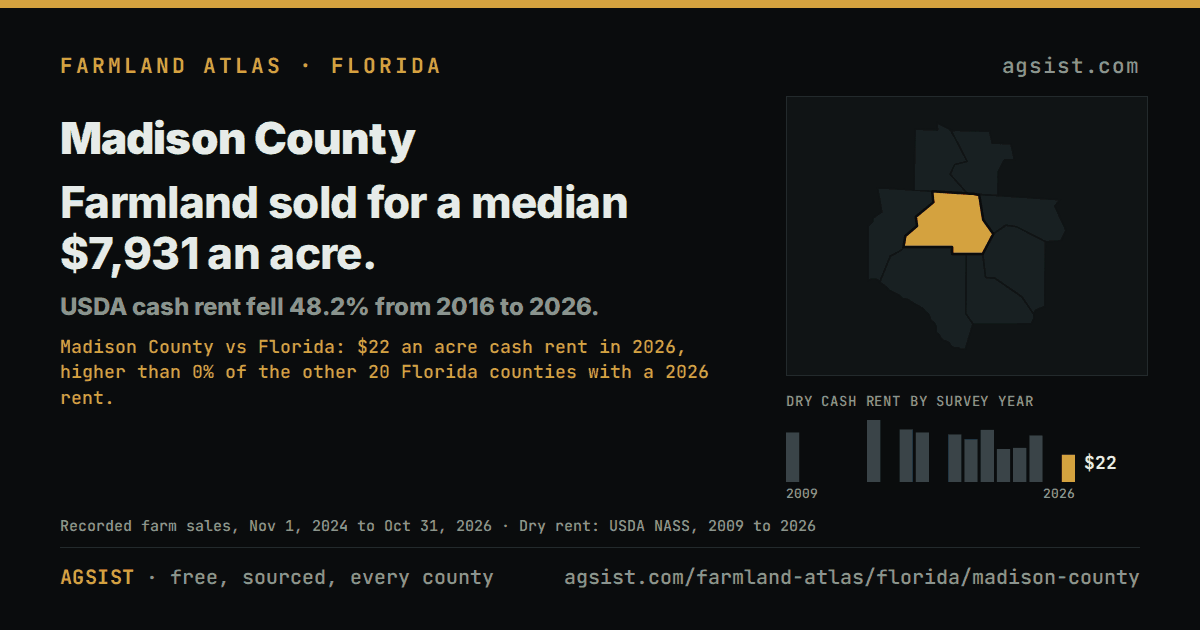 FARMLAND ATLAS · FLORIDA
agsist.com
Madison County
Farmland sold for a median
$7,931 an acre.
USDA cash rent fell 48.2% from 2016 to 2026.
Madison County vs Florida: $22 an acre cash rent in 2026,
higher than 0% of the other 20 Florida counties with a 2026
rent.
DRY CASH RENT BY SURVEY YEAR
$22
2009
2026
Recorded farm sales, Nov 1, 2024 to Oct 31, 2026 · Dry rent: USDA NASS, 2009 to 2026
AGSIST · free, sourced, every county
agsist.com/farmland-atlas/florida/madison-county